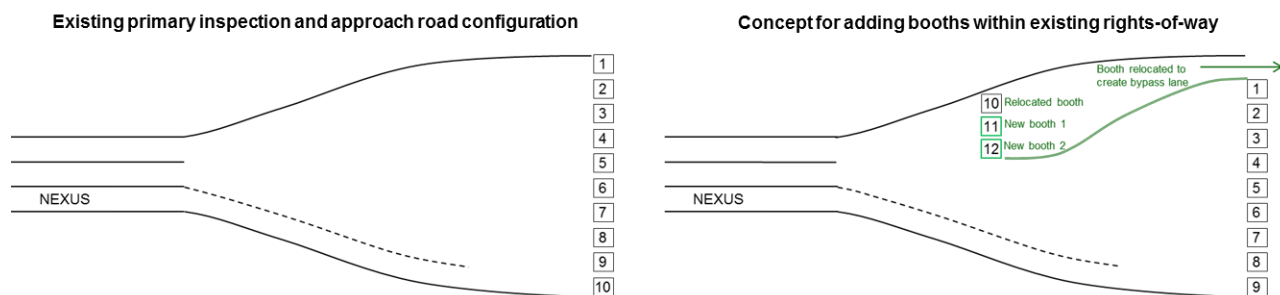 Existing primary inspection and approach road configuration
1
2
3
4
5
6
7
8
9
10
NEXUS
Concept for adding booths within existing rights-of-way
Booth relocated to
create bypass lane
10 Relocated booth
11 New booth 1
12 New booth 2
1
2
3
4
5
6
7
8
9
NEXUS